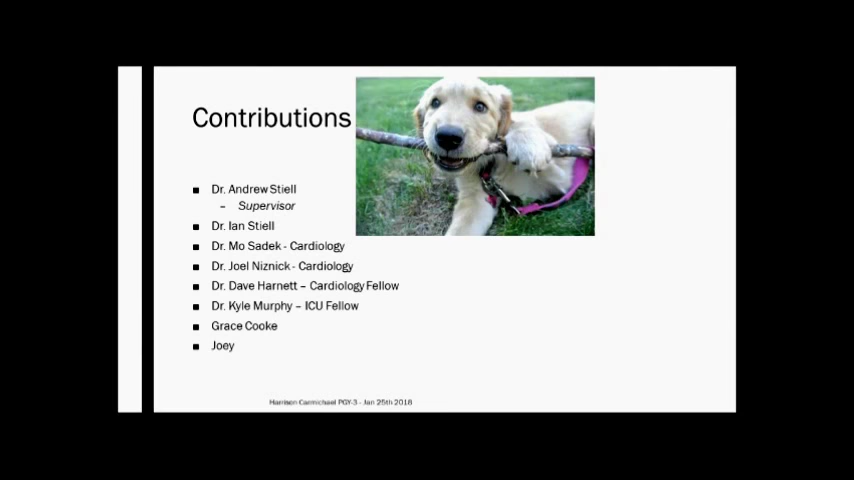 Contributions
■ Dr. Andrew Stiell
– Supervisor
■ Dr. Ian Stiell
■ Dr. Mo Sadek - Cardiology
■ Dr. Joel Niznick - Cardiology
■ Dr. Dave Harnett – Cardiology Fellow
■ Dr. Kyle Murphy – ICU Fellow
■ Grace Cooke
■ Joey
Harrison Carmichael PGY-3 - Jan 25th 2018